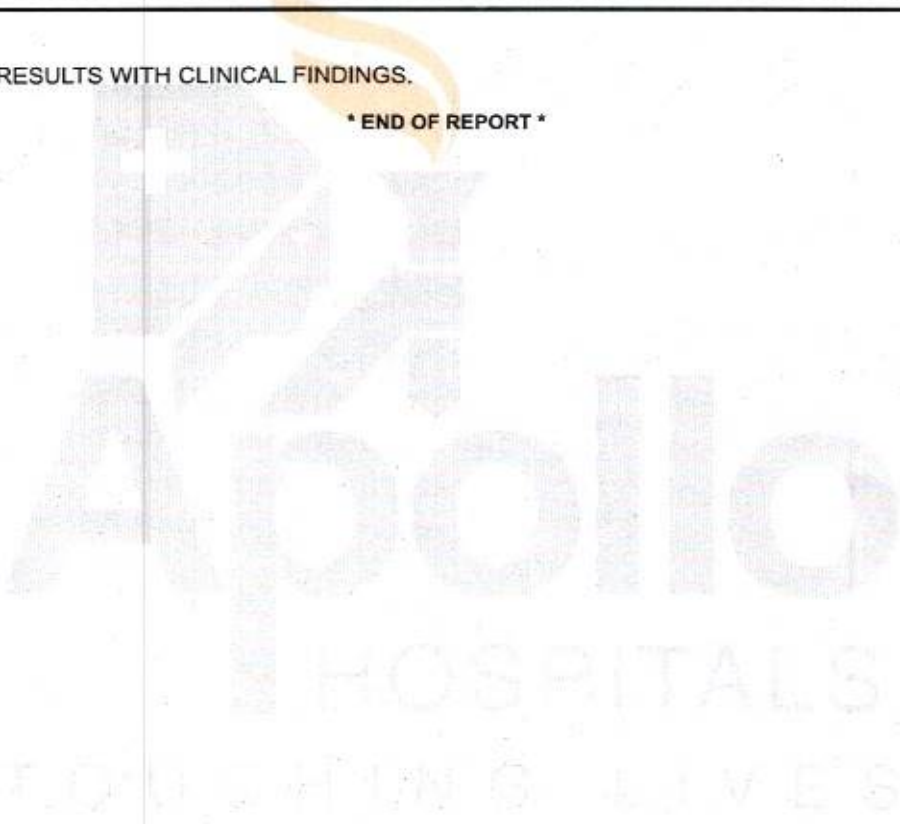 RESULTS WITH CLINICAL FINDINGS.
* END OF REPORT *
Apollo
HOSPITALS
TOUCHING LIVES